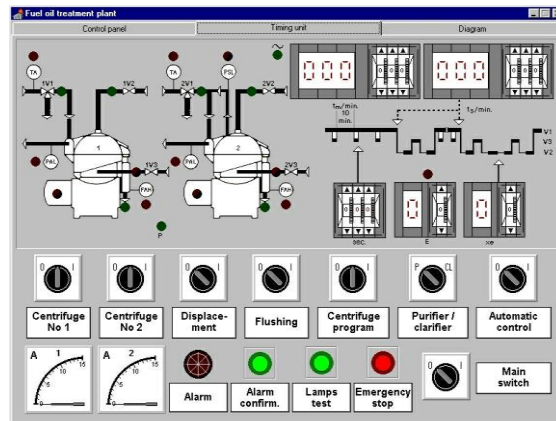 Fuel oil treatment plant
Control panel
Timing unit
Diagram
TA
1V1
1V2
TA
PSL
2V1
2V2
000
000
tm/min.
10
min.
ts/min.
V1
V3
V2
1
2
PAL
PAL
1V3
2V3
FAH
FAH
P
sec.
0
E
0
xe
0 I
0 I
0 I
0 I
0 I
P CL
0 I
Centrifuge
No 1
Centrifuge
No 2
Displace-
ment
Flushing
Centrifuge
program
Purifier /
clarifier
Automatic
control
A 1 15
10
5
0
A 2 15
10
5
0
Alarm
Alarm
confirm.
Lamps
test
Emergency
stop
0 I
Main
switch